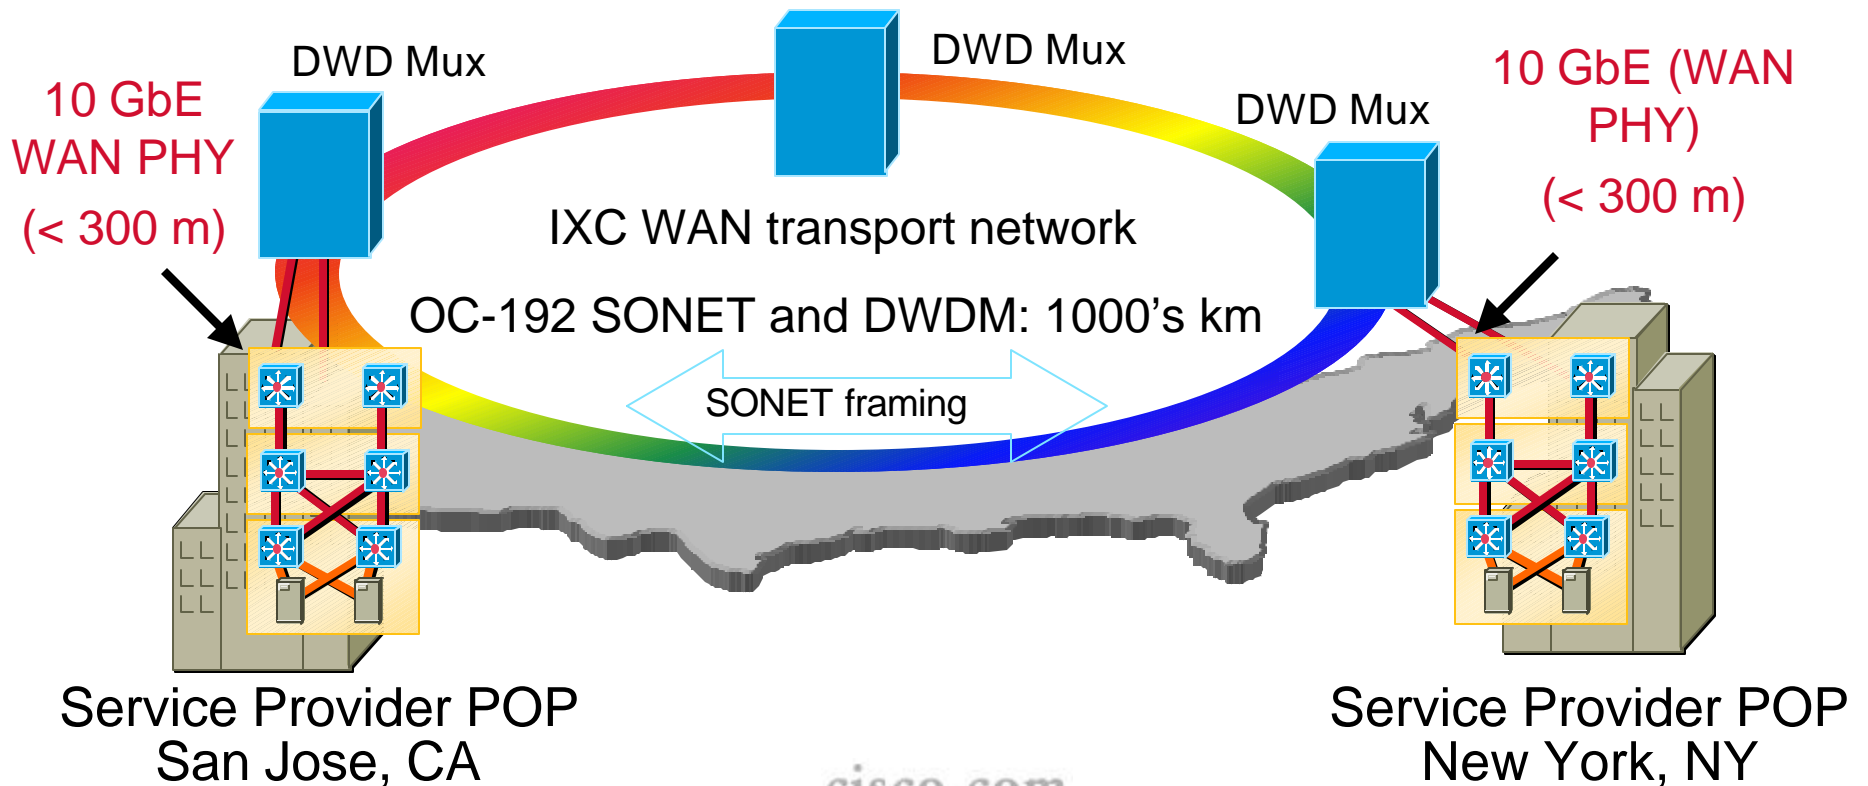 DWD Mux
DWD Mux
10 GbE (WAN
PHY)
(< 300 m)
10 GbE
WAN PHY
(< 300 m)
DWD Mux
IXC WAN transport network
OC-192 SONET and DWDM: 1000's km
SONET framing
Service Provider POP
San Jose, CA
Service Provider POP
New York, NY
cisco.com